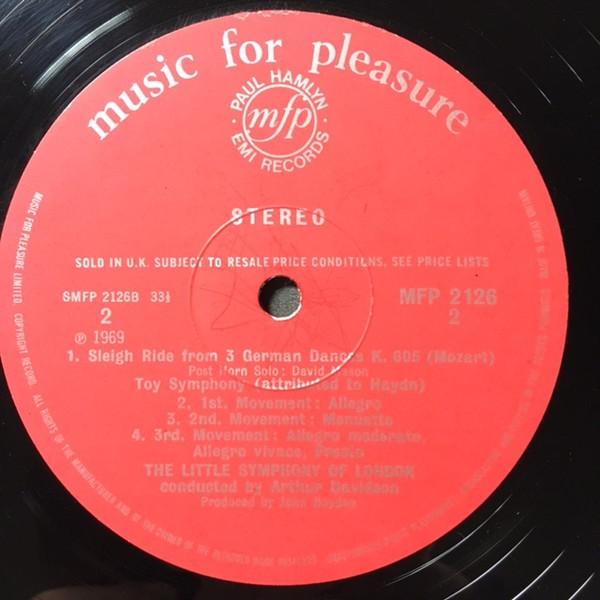 music for pleasure
PAUL HAMLYN
mfp
EMI RECORDS
STEREO
SOLD IN U.K. SUBJECT TO RESALE PRICE CONDITIONS, SEE PRICE LISTS
SMFP 2126B 33⅓
MFP 2126
2
2
℗ 1969
1. Sleigh Ride from 3 German Dances K. 605 (Mozart)
Post Horn Solo: David Mason
Toy Symphony (attributed to Haydn)
2. 1st. Movement: Allegro
3. 2nd. Movement: Menuetto
4. 3rd. Movement: Allegro moderato,
Allegro vivace, Presto
THE LITTLE SYMPHONY OF LONDON
conducted by Arthur Davidson
Produced by John Boyden
MUSIC FOR PLEASURE LIMITED. COPYRIGHT RECORD. ALL RIGHTS OF THE MANUFACTURER AND OF THE OWNER OF THE RECORDED WORK RESERVED.
MADE IN GREAT BRITAIN